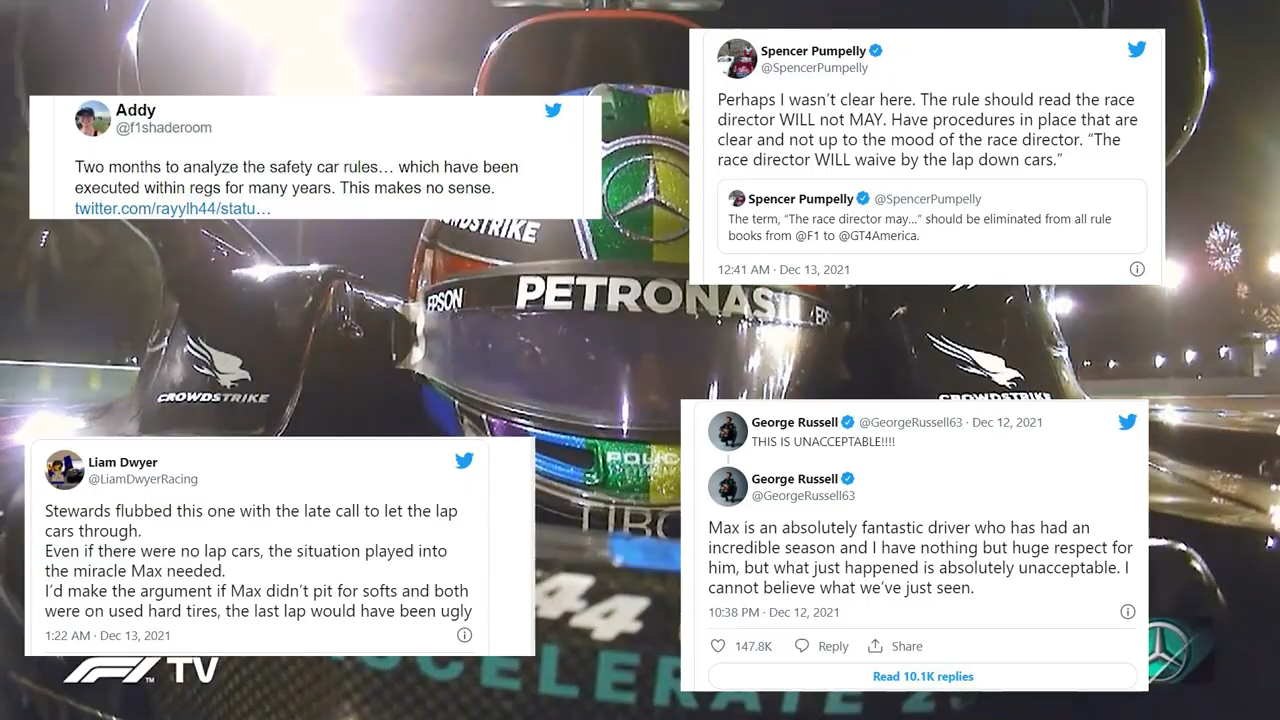 Addy
@f1shaderoom
Two months to analyze the safety car rules... which have been
executed within regs for many years. This makes no sense.
twitter.com/rayylh44/statu...
Spencer Pumpelly
@SpencerPumpelly
Perhaps I wasn't clear here. The rule should read the race
director WILL not MAY. Have procedures in place that are
clear and not up to the mood of the race director. "The
race director WILL waive by the lap down cars."
Spencer Pumpelly @SpencerPumpelly
The term, "The race director may..." should be eliminated from all rule
books from @F1 to @GT4America.
12:41 AM · Dec 13, 2021
PETRONAS
EPSON
CROWDSTRIKE
Liam Dwyer
@LiamDwyerRacing
Stewards flubbed this one with the late call to let the lap
cars through.
Even if there were no lap cars, the situation played into
the miracle Max needed.
I'd make the argument if Max didn't pit for softs and both
were on used hard tires, the last lap would have been ugly
1:22 AM · Dec 13, 2021
George Russell @GeorgeRussell63 · Dec 12, 2021
THIS IS UNACCEPTABLE!!!!
George Russell
@GeorgeRussell63
Max is an absolutely fantastic driver who has had an
incredible season and I have nothing but huge respect for
him, but what just happened is absolutely unacceptable. I
cannot believe what we've just seen.
10:38 PM · Dec 12, 2021
147.8K Reply Share
Read 10.1K replies
44
F1 TV